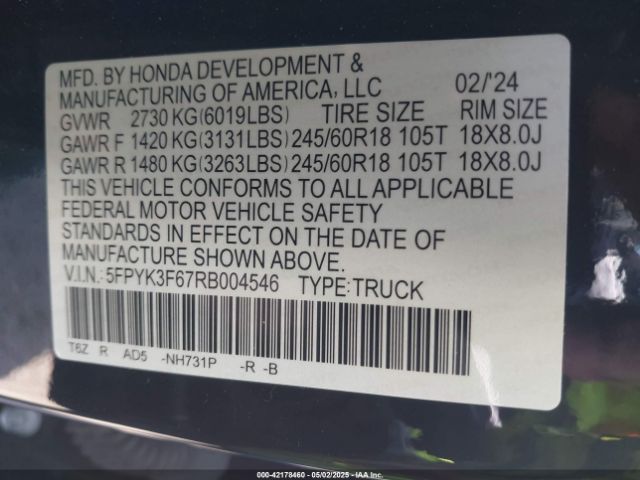 MFD. BY HONDA DEVELOPMENT &
MANUFACTURING OF AMERICA, LLC 02/'24
GVWR 2730 KG(6019LBS) TIRE SIZE RIM SIZE
GAWR F 1420 KG(3131LBS) 245/60R18 105T 18X8.0J
GAWR R 1480 KG(3263LBS) 245/60R18 105T 18X8.0J
THIS VEHICLE CONFORMS TO ALL APPLICABLE
FEDERAL MOTOR VEHICLE SAFETY
STANDARDS IN EFFECT ON THE DATE OF
MANUFACTURE SHOWN ABOVE.
V.I.N.: 5FPYK3F67RB004546 TYPE: TRUCK
T6Z R AD5 -NH731P -R -B
000-42178460 - 05/02/2025 - IAAI.COM